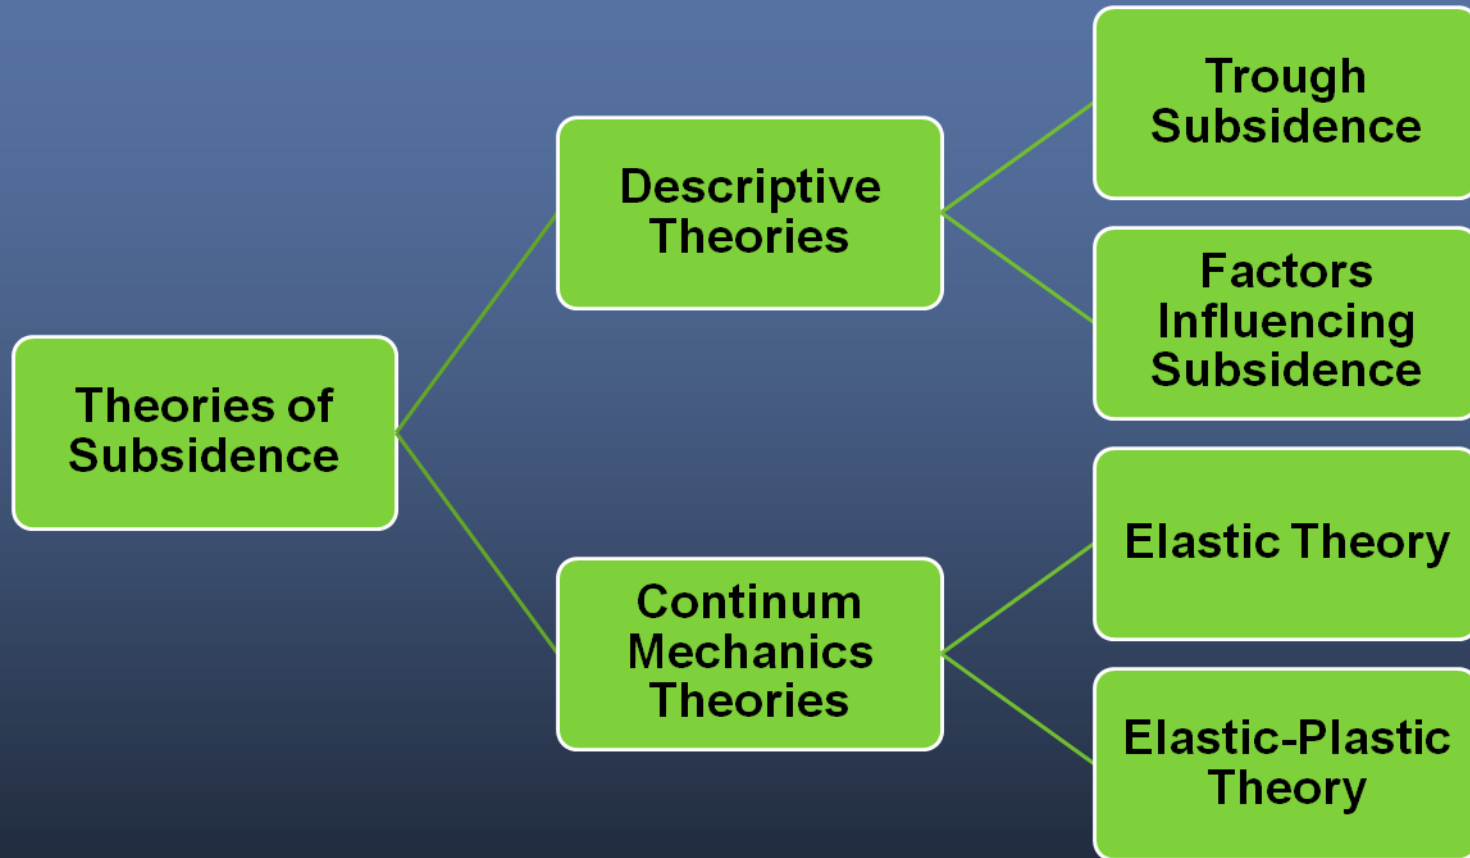 Theories of
Subsidence
Descriptive
Theories
Trough
Subsidence
Factors
Influencing
Subsidence
Continum
Mechanics
Theories
Elastic Theory
Elastic-Plastic
Theory